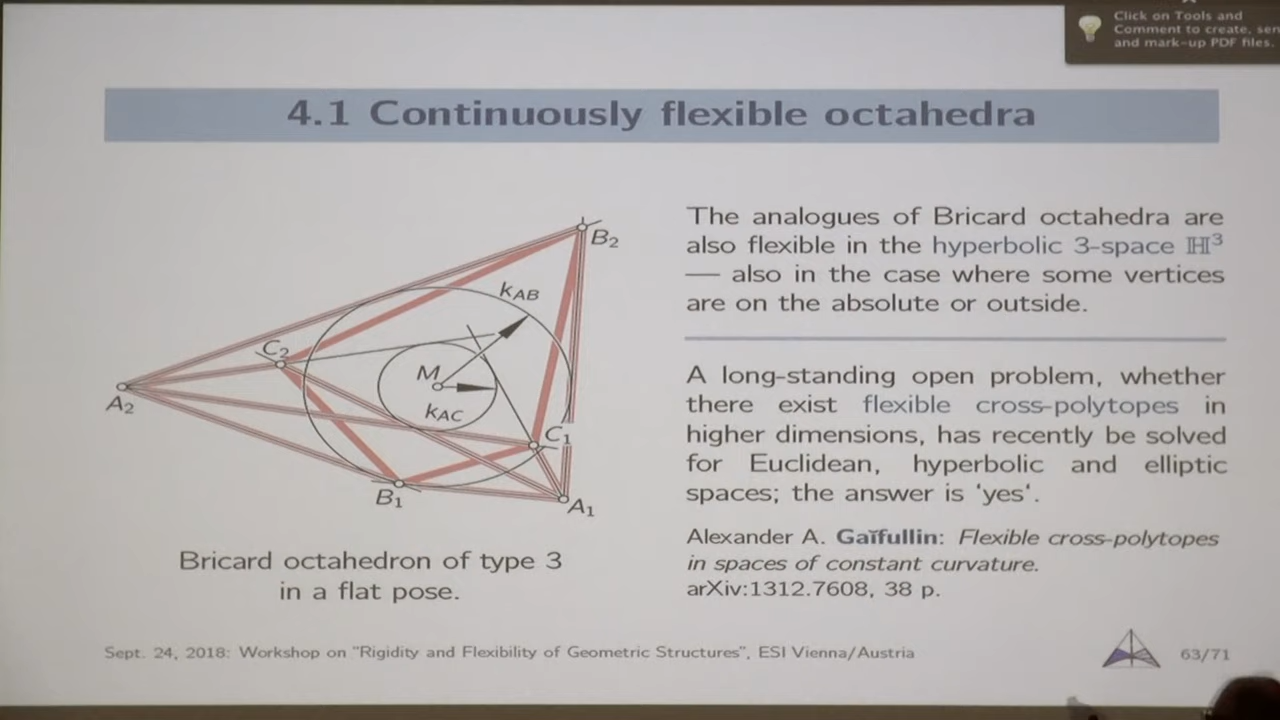 Click on Tools and
Comment to create, sen
and mark-up PDF files.
4.1 Continuously flexible octahedra
B2
kAB
C2
M
A2
kAC
C1
B1
A1
Bricard octahedron of type 3
in a flat pose.
The analogues of Bricard octahedra are
also flexible in the hyperbolic 3-space ℍ³
— also in the case where some vertices
are on the absolute or outside.
A long-standing open problem, whether
there exist flexible cross-polytopes in
higher dimensions, has recently be solved
for Euclidean, hyperbolic and elliptic
spaces; the answer is 'yes'.
Alexander A. Gaĭfullin: Flexible cross-polytopes
in spaces of constant curvature.
arXiv:1312.7608, 38 p.
Sept. 24, 2018: Workshop on "Rigidity and Flexibility of Geometric Structures", ESI Vienna/Austria
63/71